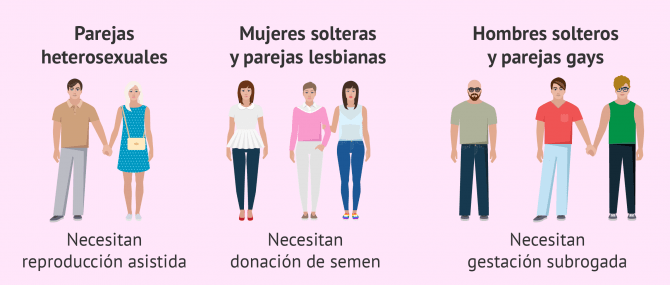 Parejas
heterosexuales
Necesitan
reproducción asistida
Mujeres solteras
y parejas lesbianas
Necesitan
donación de semen
Hombres solteros
y parejas gays
Necesitan
gestación subrogada